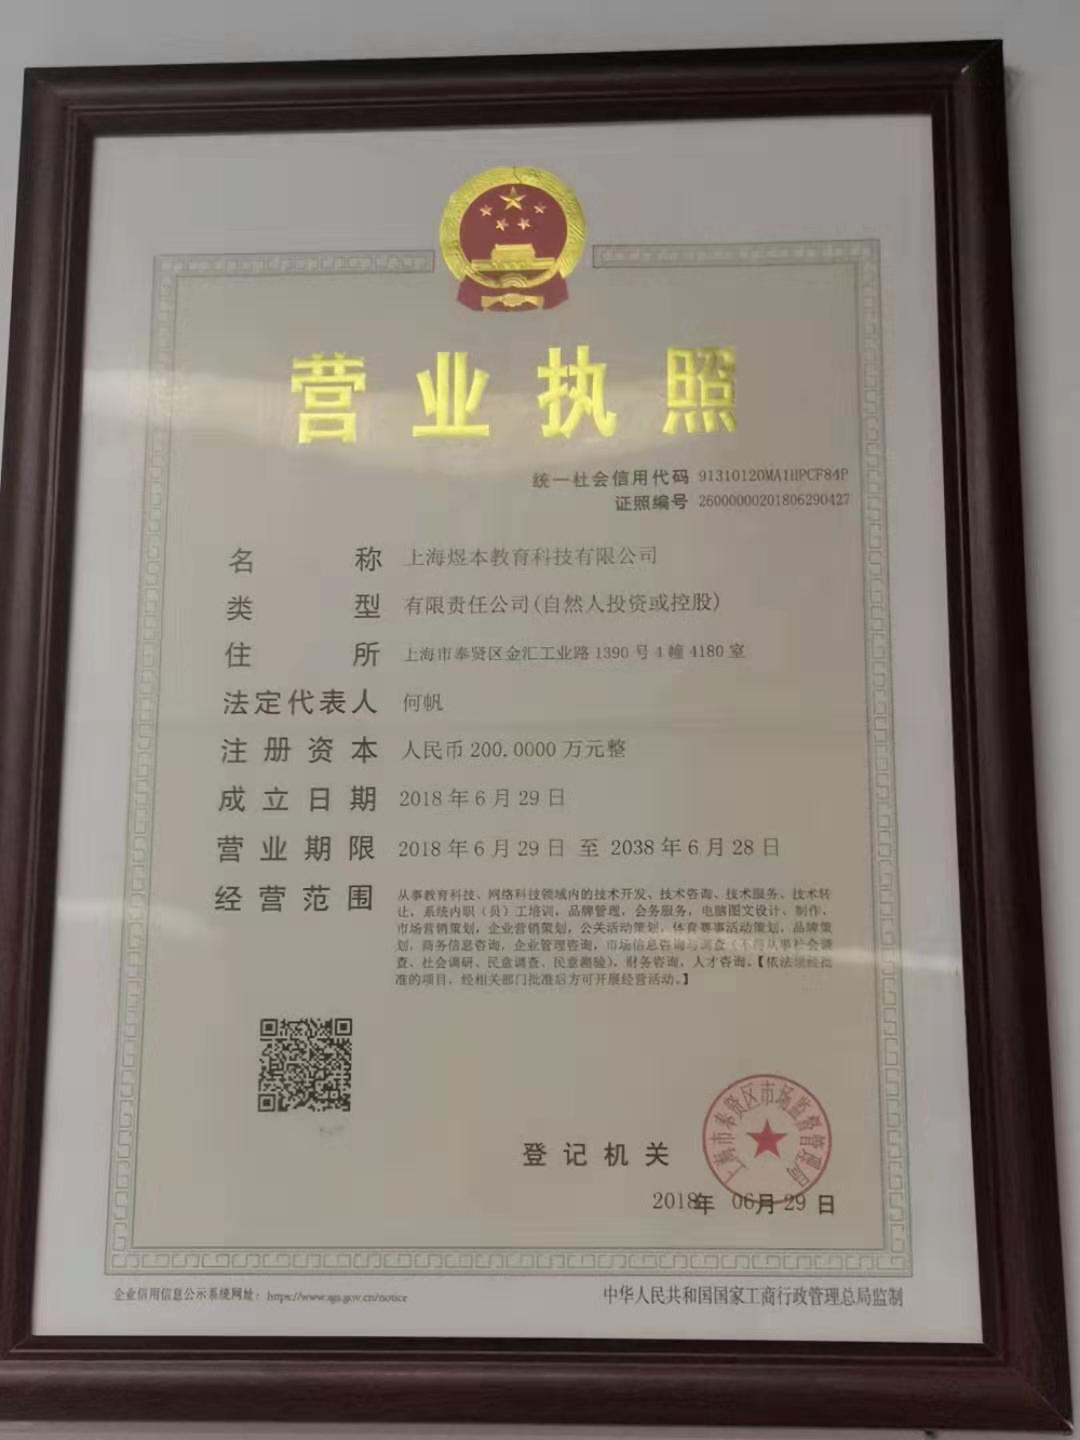 营业执照
统一社会信用代码 91310120MA1HPCF84P
证照编号 26000000201806290427
名称 上海煜本教育科技有限公司
类型 有限责任公司(自然人投资或控股)
住所 上海市奉贤区金汇工业路1390号4幢4180室
法定代表人 何帆
注册资本 人民币200.0000万元整
成立日期 2018年6月29日
营业期限 2018年6月29日 至 2038年6月28日
经营范围 从事教育科技、网络科技领域内的技术开发、技术咨询、技术服务、技术转
让，系统内职（员）工培训，品牌管理，会务服务，电脑图文设计、制作，
市场营销策划，企业营销策划，公关活动策划，体育赛事活动策划，品牌策
划，商务信息咨询，企业管理咨询，市场信息咨询与调查（不得从事社会调
查、社会调研、民意调查、民意测验），财务咨询，人才咨询。【依法须经批
准的项目，经相关部门批准后方可开展经营活动。】
上海市奉贤区市场监督管理局
登记机关
2018年 06月29日
企业信用信息公示系统网址：https://www.sgs.gov.cn/notice
中华人民共和国国家工商行政管理总局监制